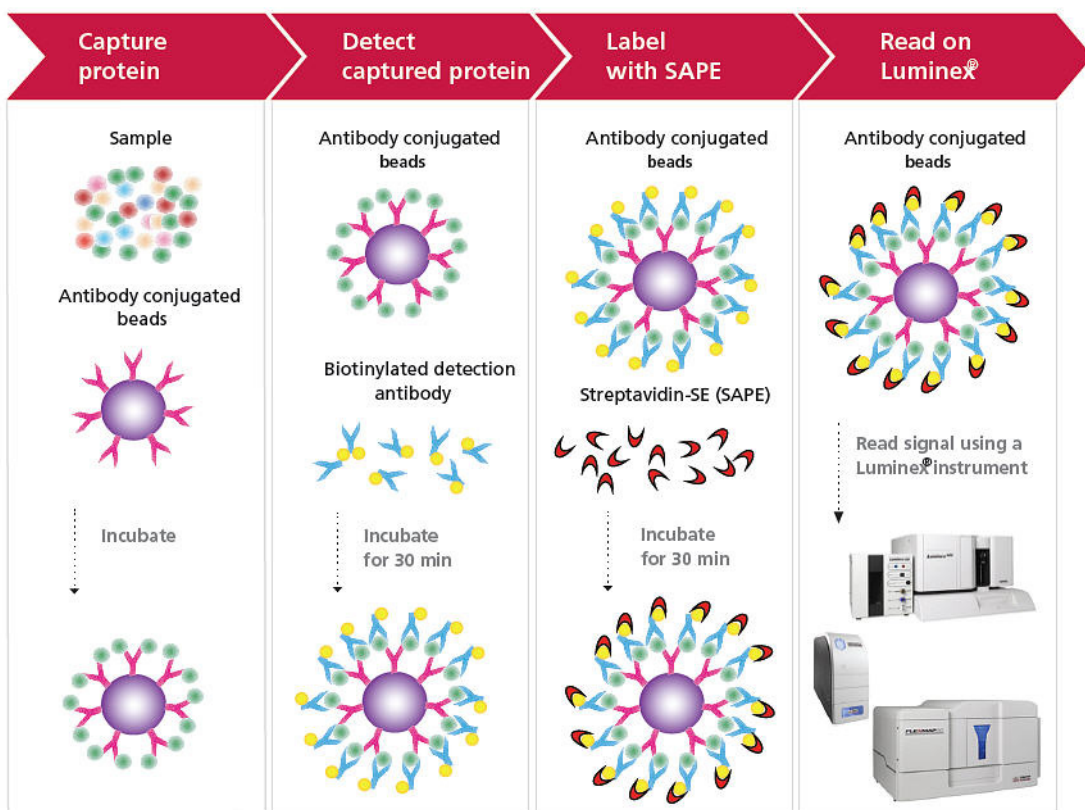 Capture
protein
Detect
captured protein
Label
with SAPE
Read on
Luminex®
Sample
Antibody conjugated
beads
Incubate
Antibody conjugated
beads
Biotinylated detection
antibody
Incubate
for 30 min
Antibody conjugated
beads
Streptavidin-SE (SAPE)
Incubate
for 30 min
Antibody conjugated
beads
Read signal using a
Luminex® instrument